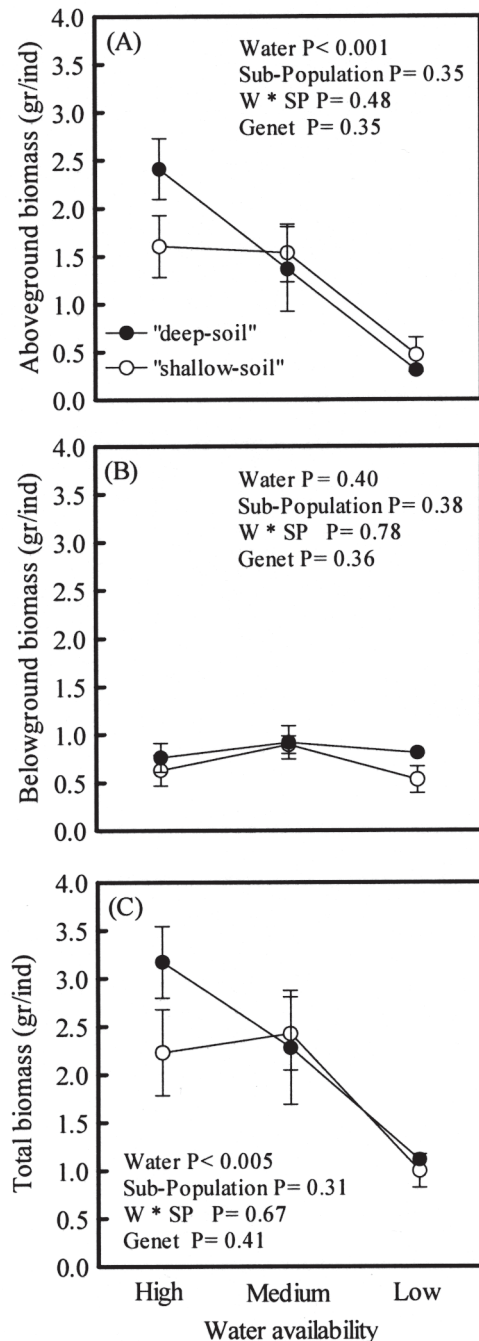 (A)
Water P< 0.001
Sub-Population P= 0.35
W * SP P= 0.48
Genet P= 0.35
Aboveground biomass (gr/ind)
4.0
3.5
3.0
2.5
2.0
1.5
1.0
0.5
0.0
"deep-soil"
"shallow-soil"
(B)
Water P = 0.40
Sub-Population P= 0.38
W * SP P= 0.78
Genet P= 0.36
Belowground biomass (gr/ind)
4.0
3.5
3.0
2.5
2.0
1.5
1.0
0.5
0.0
(C)
Total biomass (gr/ind)
4.0
3.5
3.0
2.5
2.0
1.5
1.0
0.5
0.0
Water P< 0.005
Sub-Population P= 0.31
W * SP P= 0.67
Genet P= 0.41
High Medium Low
Water availability